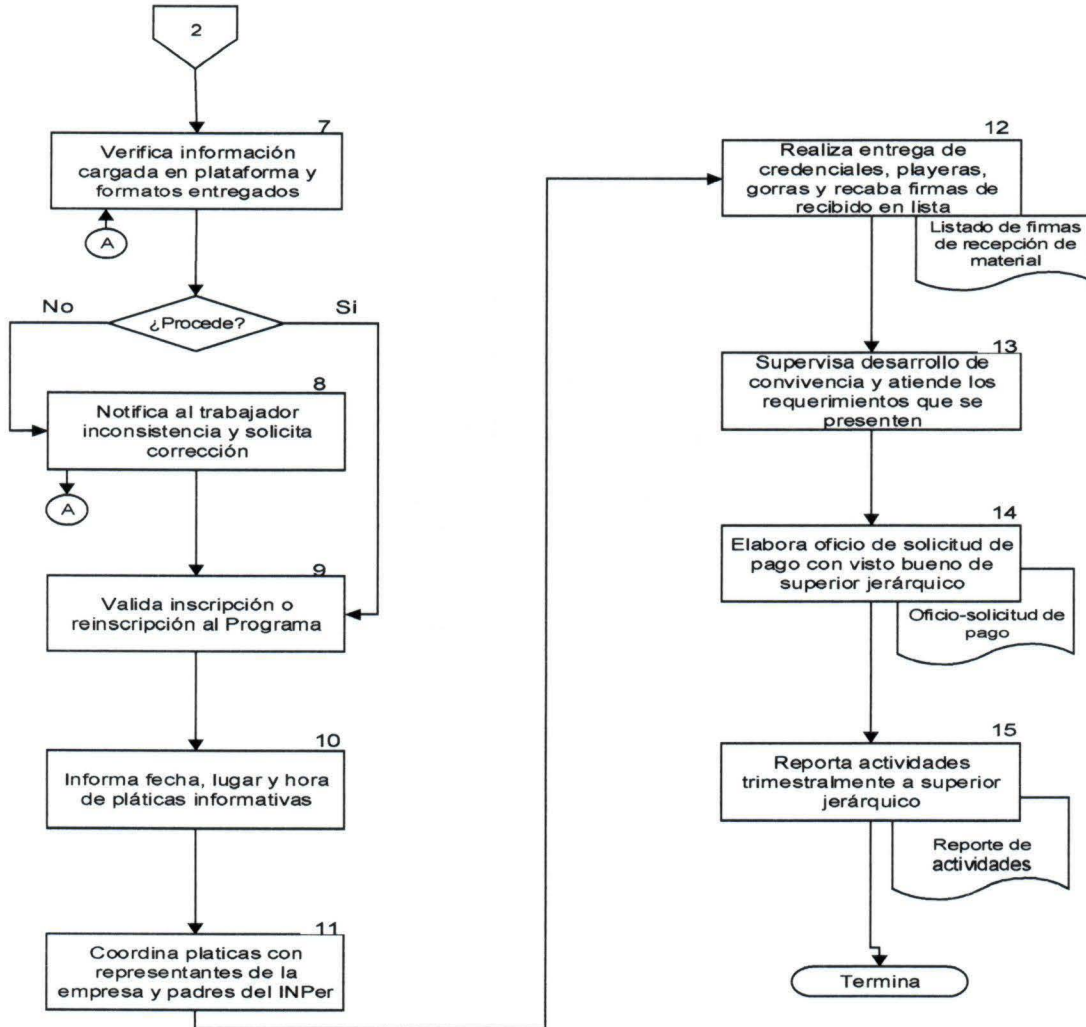 2
7
Verifica información
cargada en plataforma y
formatos entregados
A
¿Procede?
No
Si
8
Notifica al trabajador
inconsistencia y solicita
corrección
A
9
Valida inscripción o
reinscripción al Programa
10
Informa fecha, lugar y hora
de pláticas informativas
11
Coordina platicas con
representantes de la
empresa y padres del INPer
12
Realiza entrega de
credenciales, playeras,
gorras y recaba firmas de
recibido en lista
Listado de firmas
de recepción de
material
13
Supervisa desarrollo de
convivencia y atiende los
requerimientos que se
presenten
14
Elabora oficio de solicitud de
pago con visto bueno de
superior jerárquico
Oficio-solicitud de
pago
15
Reporta actividades
trimestralmente a superior
jerárquico
Reporte de
actividades
Termina